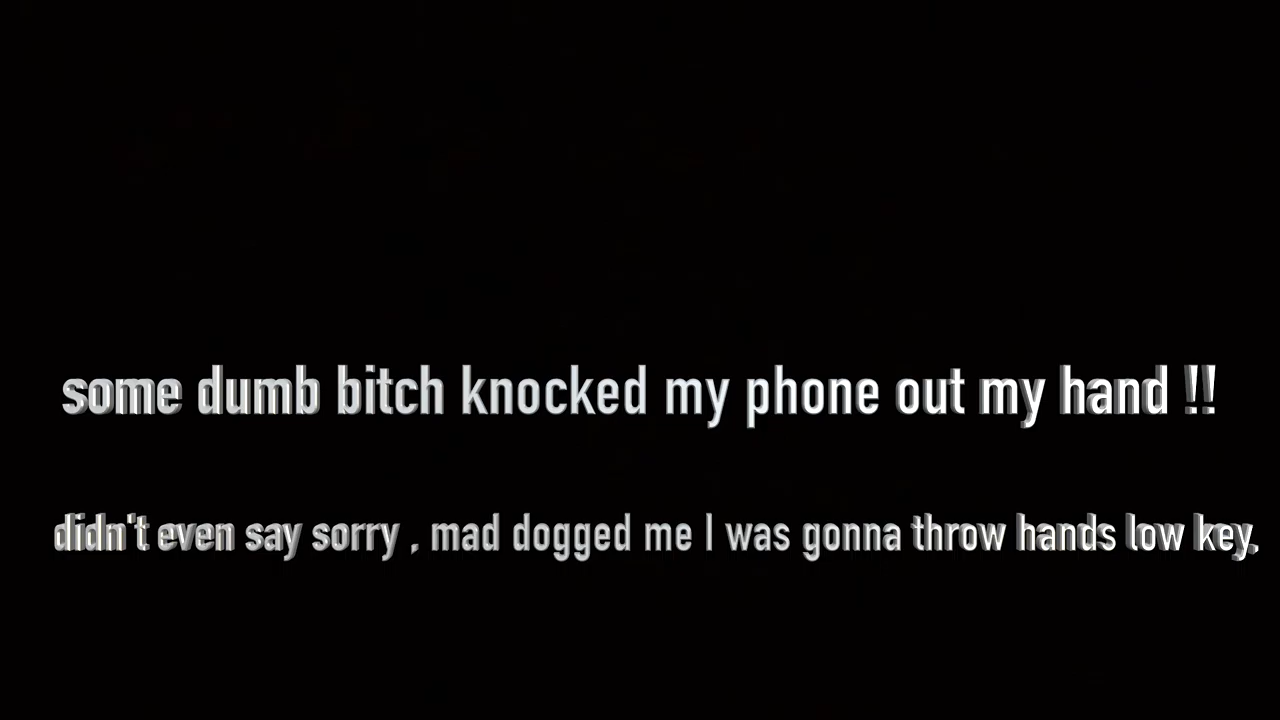 some dumb bitch knocked my phone out my hand !!
didn't even say sorry , mad dogged me I was gonna throw hands low key.